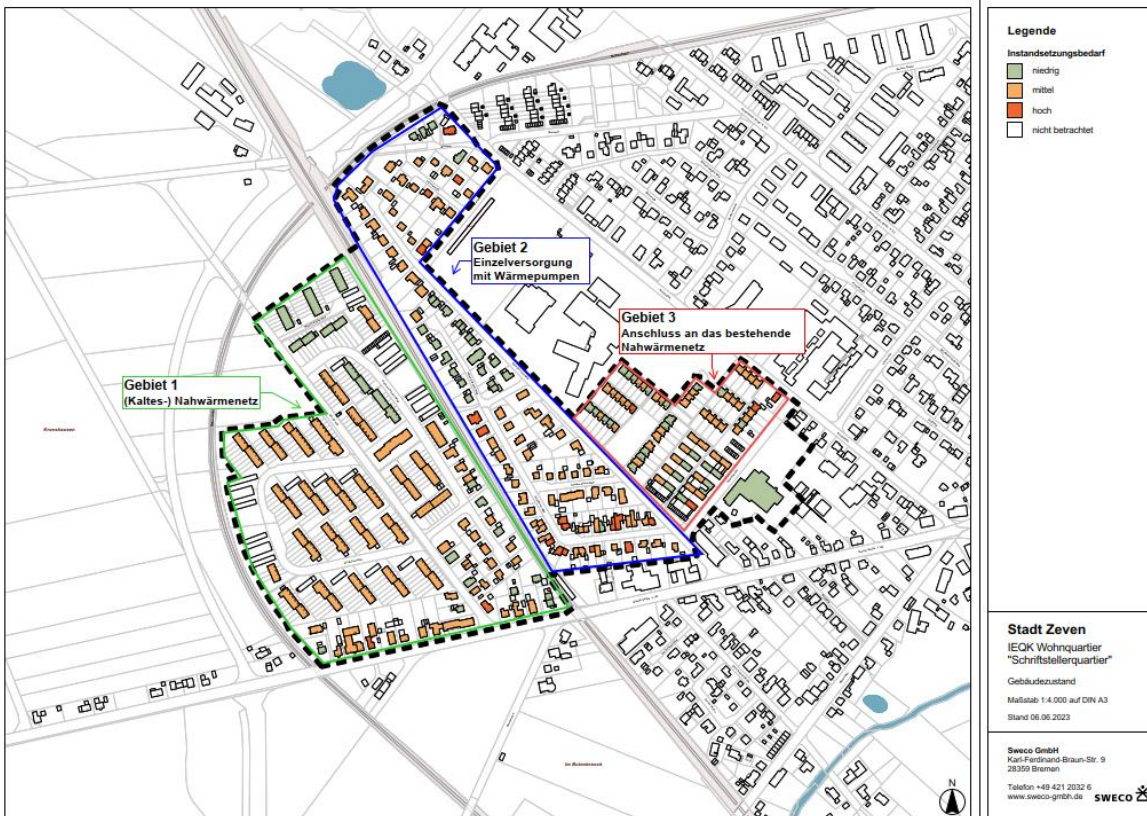 Gebiet 2
Einzelversorgung
mit Wärmepumpen
Gebiet 3
Anschluss an das bestehende
Nahwärmenetz
Gebiet 1
(Kaltes-) Nahwärmenetz
N
Legende
Instandsetzungsbedarf
niedrig
mittel
hoch
nicht betrachtet
Stadt Zeven
IEQK Wohnquartier
"Schriftstellerquartier"
Gebäudezustand
Maßstab 1:4.000 auf DIN A3
Stand 06.06.2023
Sweco GmbH
Karl-Ferdinand-Braun-Str. 9
28359 Bremen
Telefon +49 421 2032 6
www.sweco-gmbh.de
SWECO